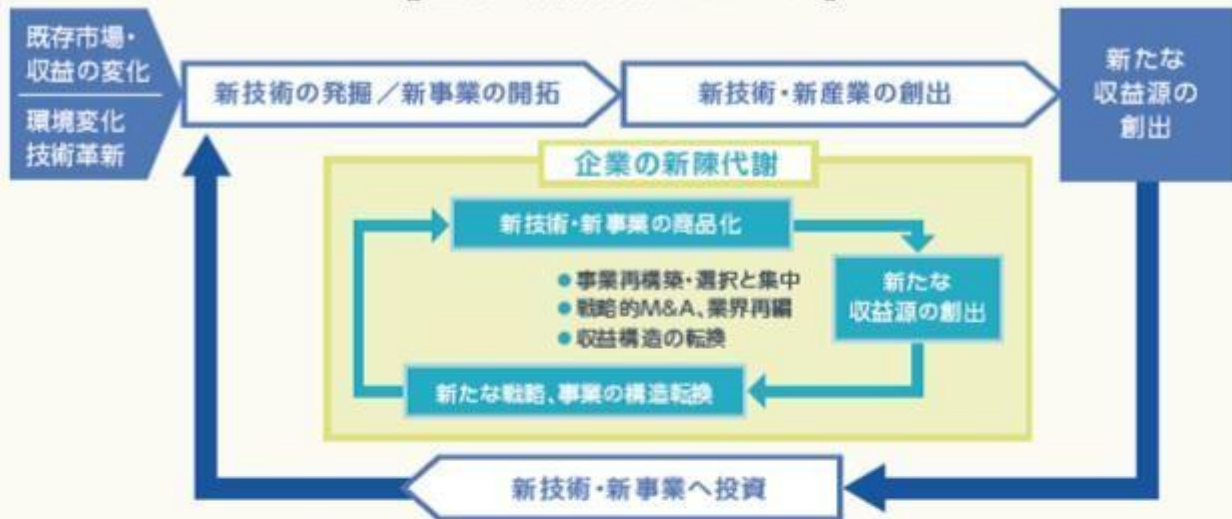 既存市場・
収益の変化
環境変化
技術革新
新技術の発掘／新事業の開拓
新技術・新産業の創出
新たな
収益源の
創出
企業の新陳代謝
新技術・新事業の商品化
●事業再構築・選択と集中
●戦略的M&A、業界再編
●収益構造の転換
新たな
収益源の創出
新たな戦略、事業の構造転換
新技術・新事業へ投資